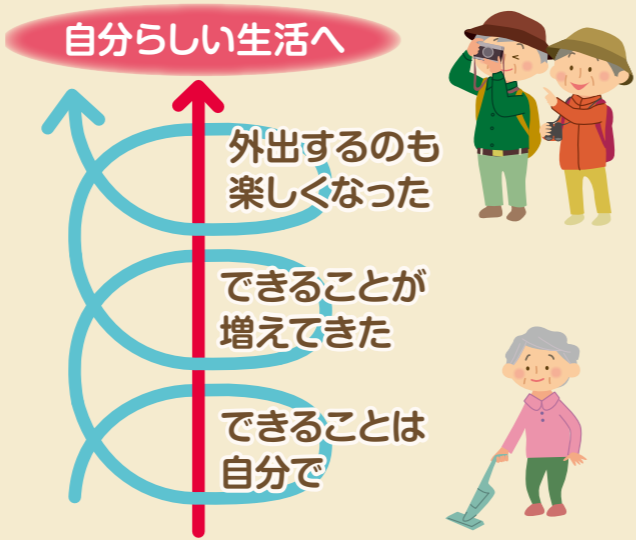 自分らしい生活へ
外出するのも
楽しくなった
できることが
増えてきた
できることは
自分で